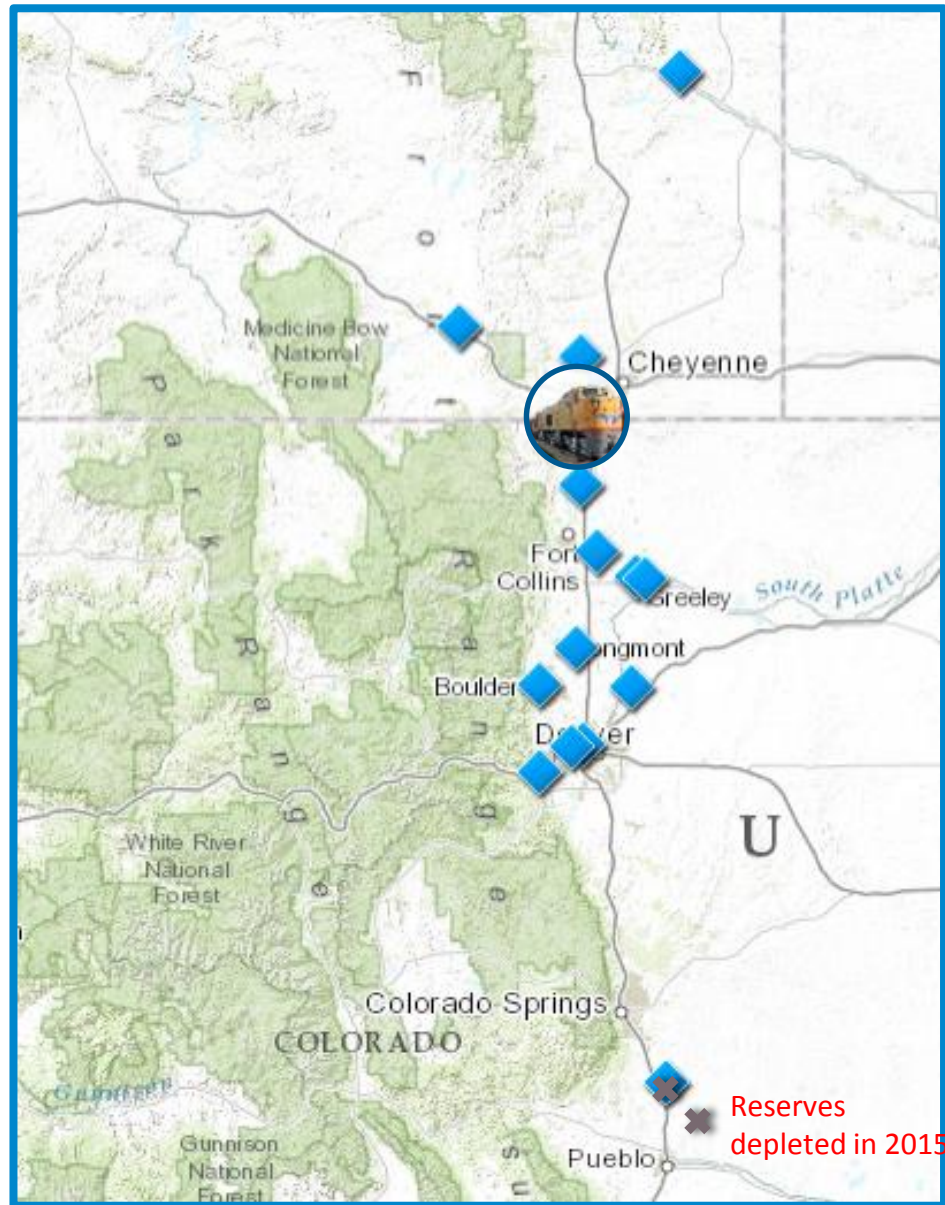 F
r
o
t
Medicine Bow
National
Forest
Cheyenne
P
a
r
k
R
a
n
g
e
Fort
Collins
R
a
n
g
e
South Platte
Greeley
Longmont
Boulder
Denver
White River
National
Forest
U
Colorado Springs
COLORADO
Gunnison
Reserves
depleted in 2015
Gunnison
National
Forest
Pueblo
s
u